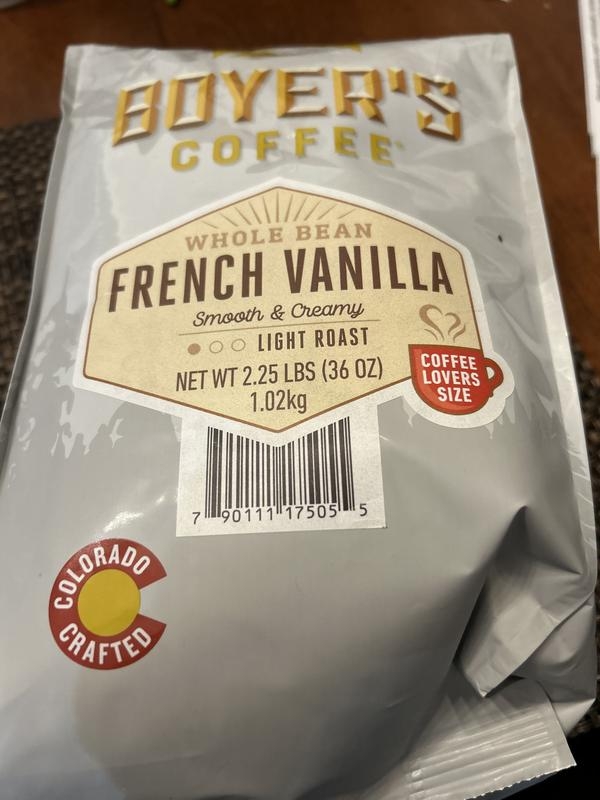 BOYER'S
COFFEE
WHOLE BEAN
FRENCH VANILLA
Smooth & Creamy
LIGHT ROAST
NET WT 2.25 LBS (36 OZ)
1.02kg
COFFEE
LOVERS
SIZE
7 90111 17505 5
COLORADO
CRAFTED